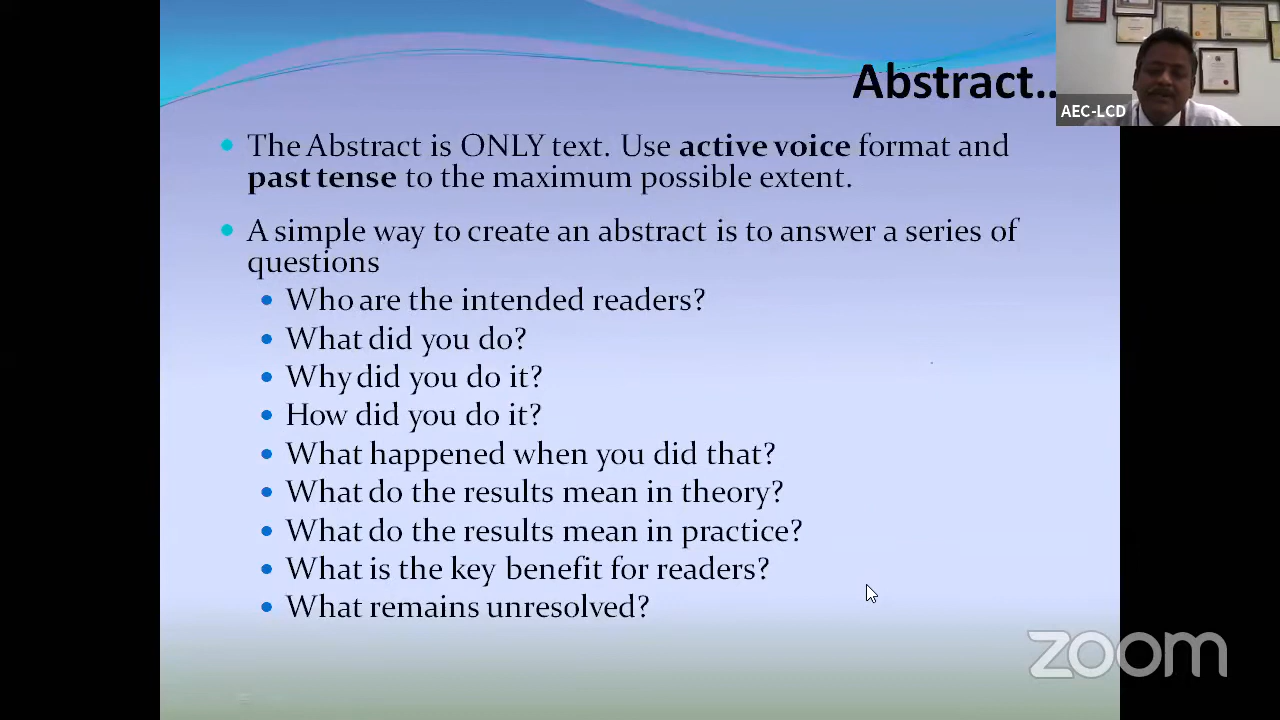 Abstract..
AEC-LCD
The Abstract is ONLY text. Use active voice format and
past tense to the maximum possible extent.
A simple way to create an abstract is to answer a series of
questions
Who are the intended readers?
What did you do?
Why did you do it?
How did you do it?
What happened when you did that?
What do the results mean in theory?
What do the results mean in practice?
What is the key benefit for readers?
What remains unresolved?
zoom